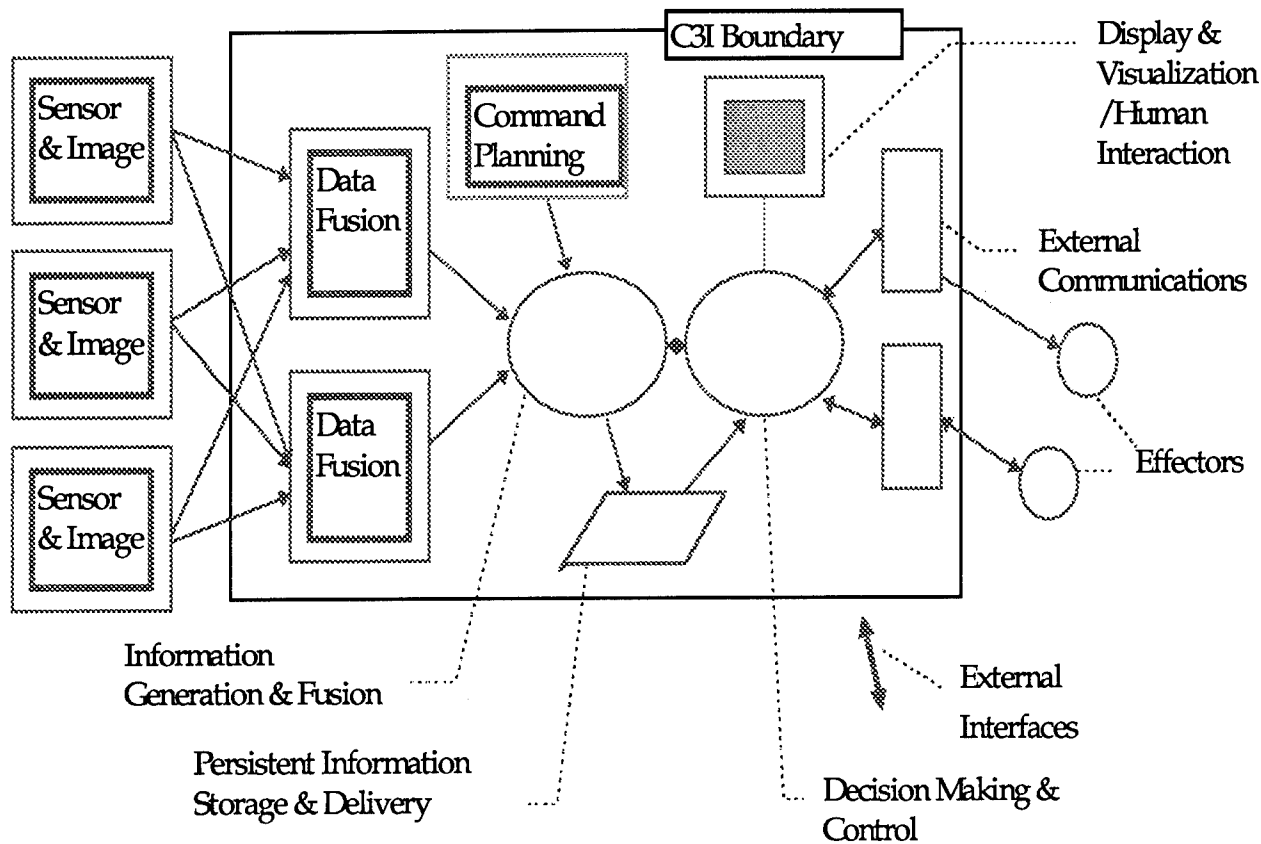 C3I Boundary
Display &
Visualization
/Human
Interaction
Sensor
& Image
Command
Planning
Data
Fusion
External
Communications
Sensor
& Image
Data
Fusion
Effectors
Sensor
& Image
Information
Generation & Fusion
External
Interfaces
Persistent Information
Storage & Delivery
Decision Making &
Control